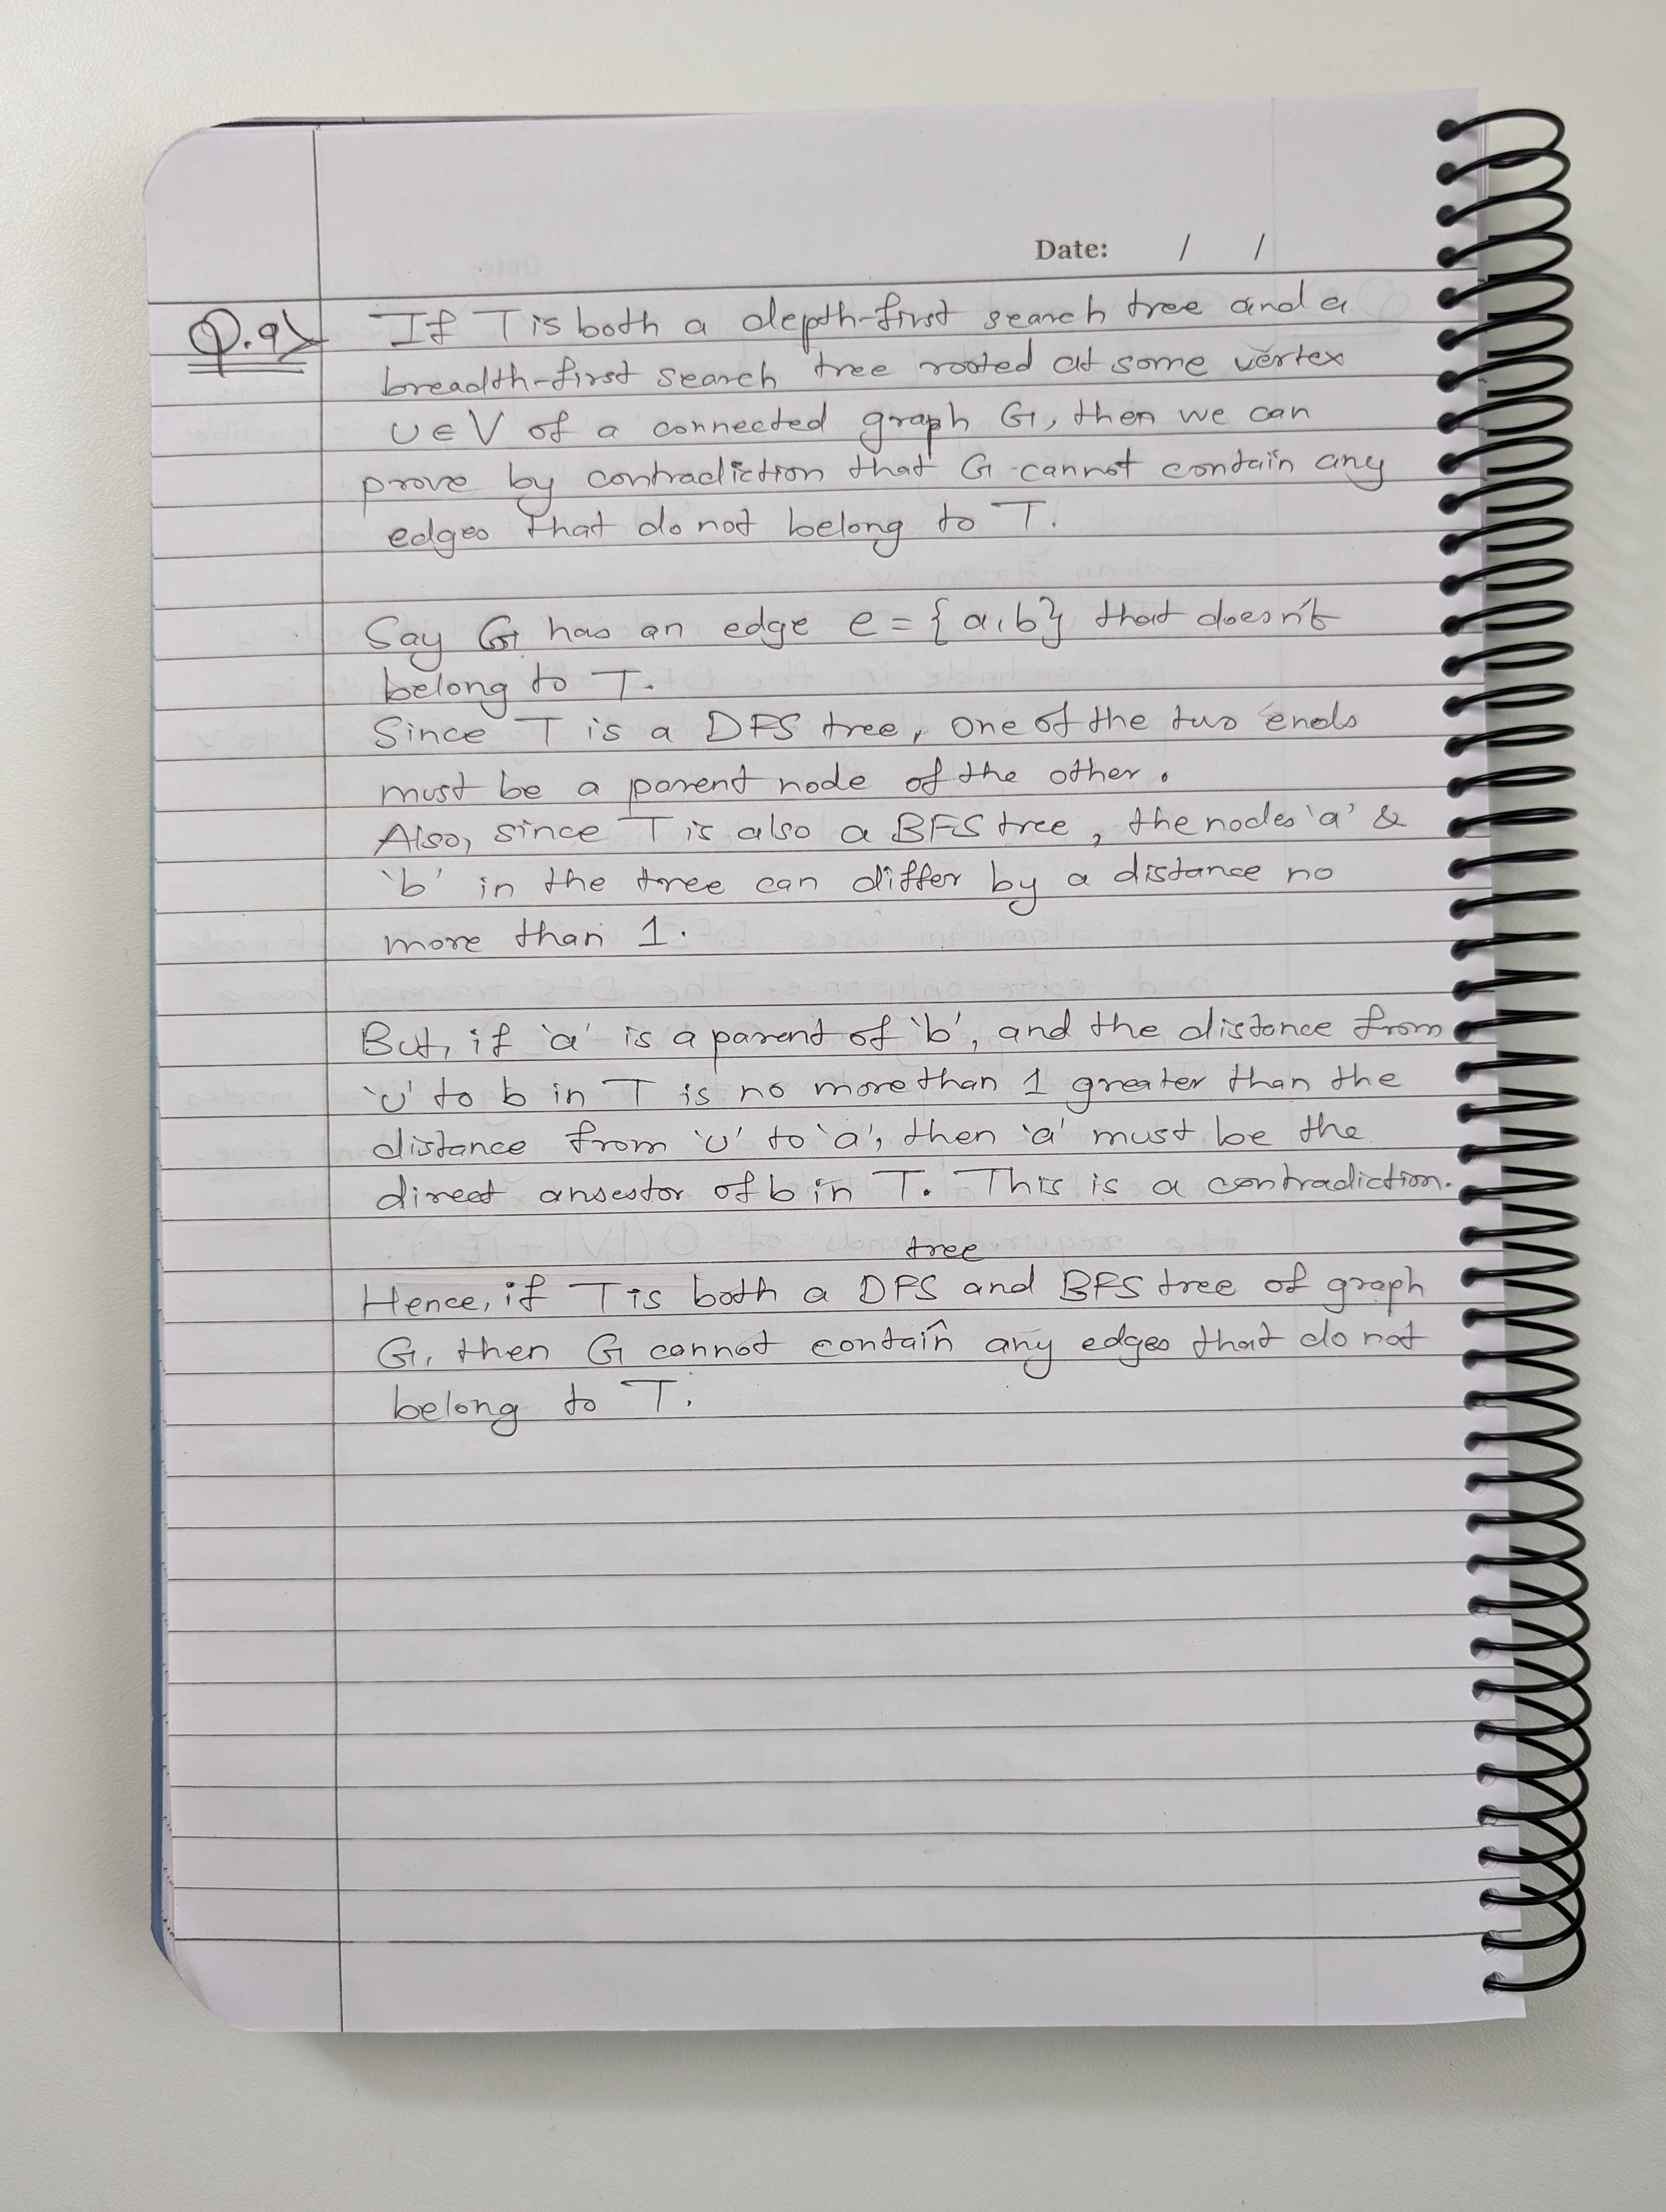 Date: / /
Q.9> If T is both a depth-first search tree and a
breadth-first search tree rooted at some vertex
u∈V of a connected graph G, then we can
prove by contradiction that G cannot contain any
edges that do not belong to T.
Say G has an edge e = {a,b} that doesn't
belong to T.
Since T is a DFS tree, one of the two ends
must be a parent node of the other.
Also, since T is also a BFS tree, the nodes 'a' &
'b' in the tree can differ by a distance no
more than 1.
But, if 'a' is a parent of 'b', and the distance from
'u' to b in T is no more than 1 greater than the
distance from 'u' to 'a', then 'a' must be the
direct ansestor of b in T. This is a contradiction.
tree
Hence, if T is both a DFS and BFS tree of graph
G, then G cannot contain any edges that do not
belong to T.